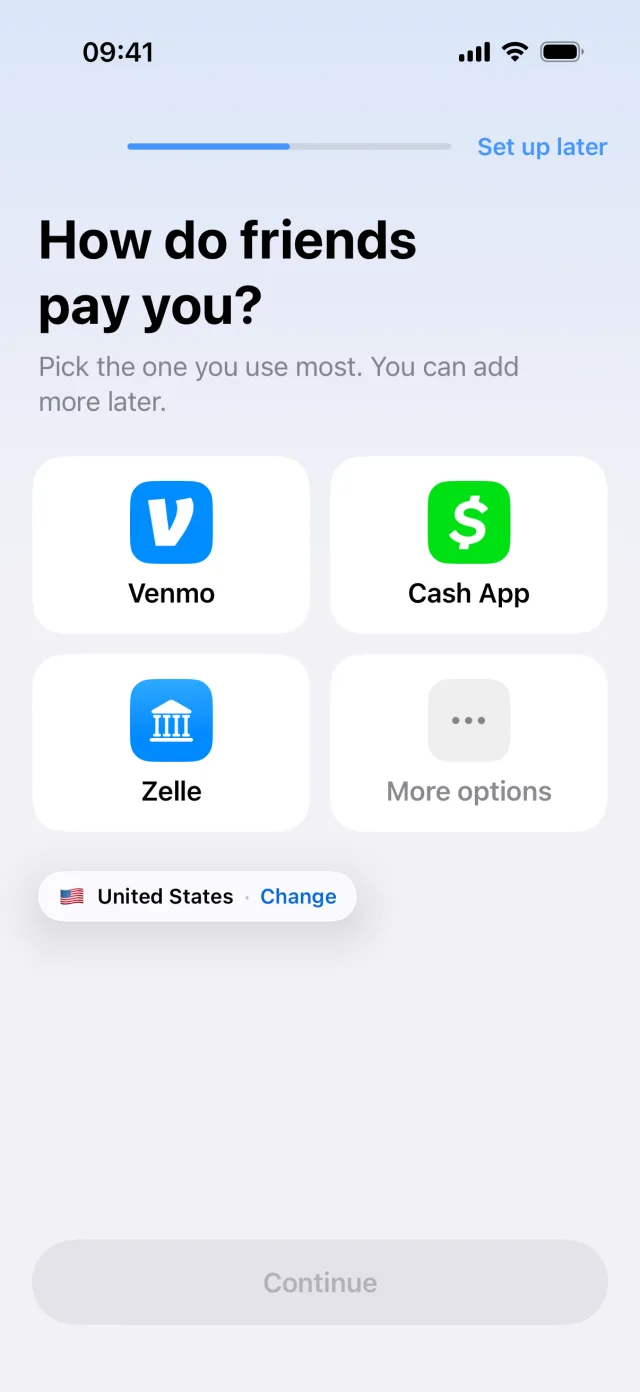 09:41
Set up later
How do friends
pay you?
Pick the one you use most. You can add
more later.
Venmo
Cash App
Zelle
More options
United States · Change
Continue